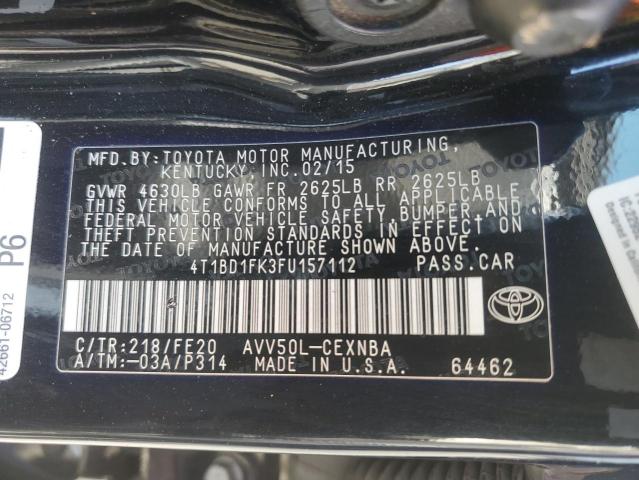 MFD.BY:TOYOTA MOTOR MANUFACTURING,
KENTUCKY, INC.02/15
GVWR 4630LB GAWR FR 2625LB RR 2625LB
THIS VEHICLE CONFORMS TO ALL APPLICABLE
FEDERAL MOTOR VEHICLE SAFETY,BUMPER,AND
THEFT PREVENTION STANDARDS IN EFFECT ON
THE DATE OF MANUFACTURE SHOWN ABOVE.
4T1BD1FK3FU157112 PASS.CAR
C/TR:218/FE20 AVV50L-CEXNBA
A/TM:-03A/P314 MADE IN U.S.A. 64462
P6
42661-06712